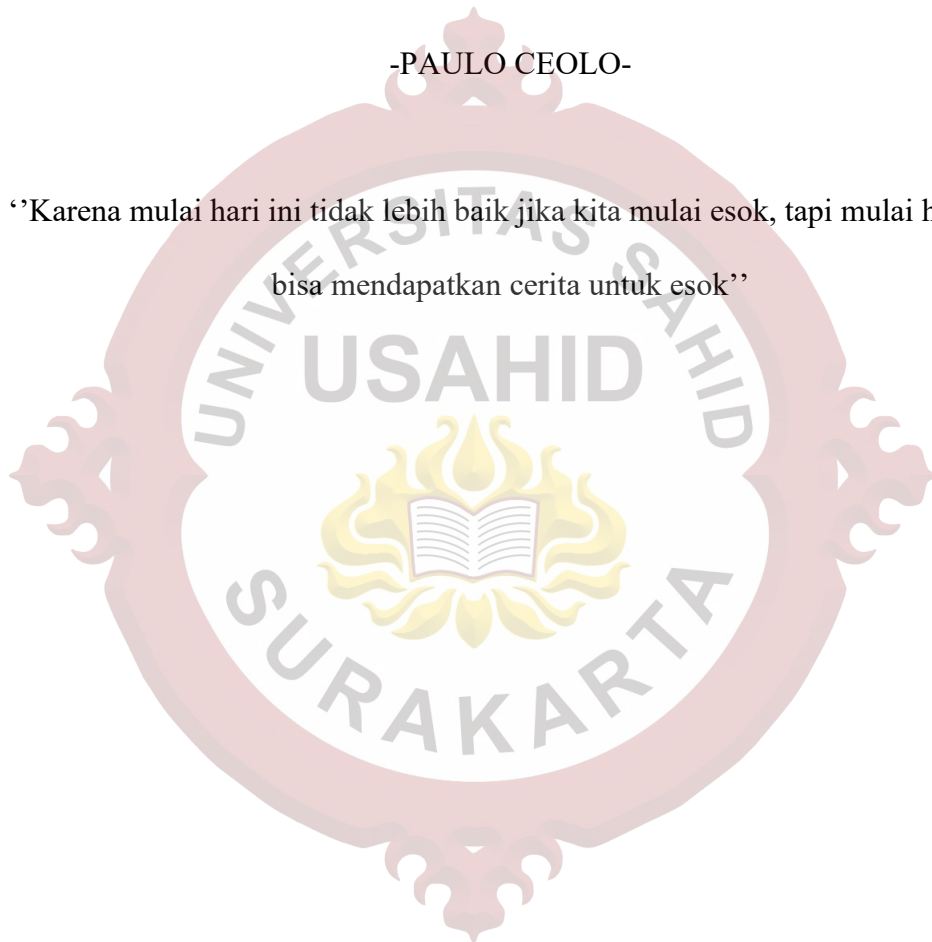 -PAULO CEOLO-
‘’Karena mulai hari ini tidak lebih baik jika kita mulai esok, tapi mulai h
bisa mendapatkan cerita untuk esok’’
UNIVERSITAS SAHID
USAHID
SURAKARTA